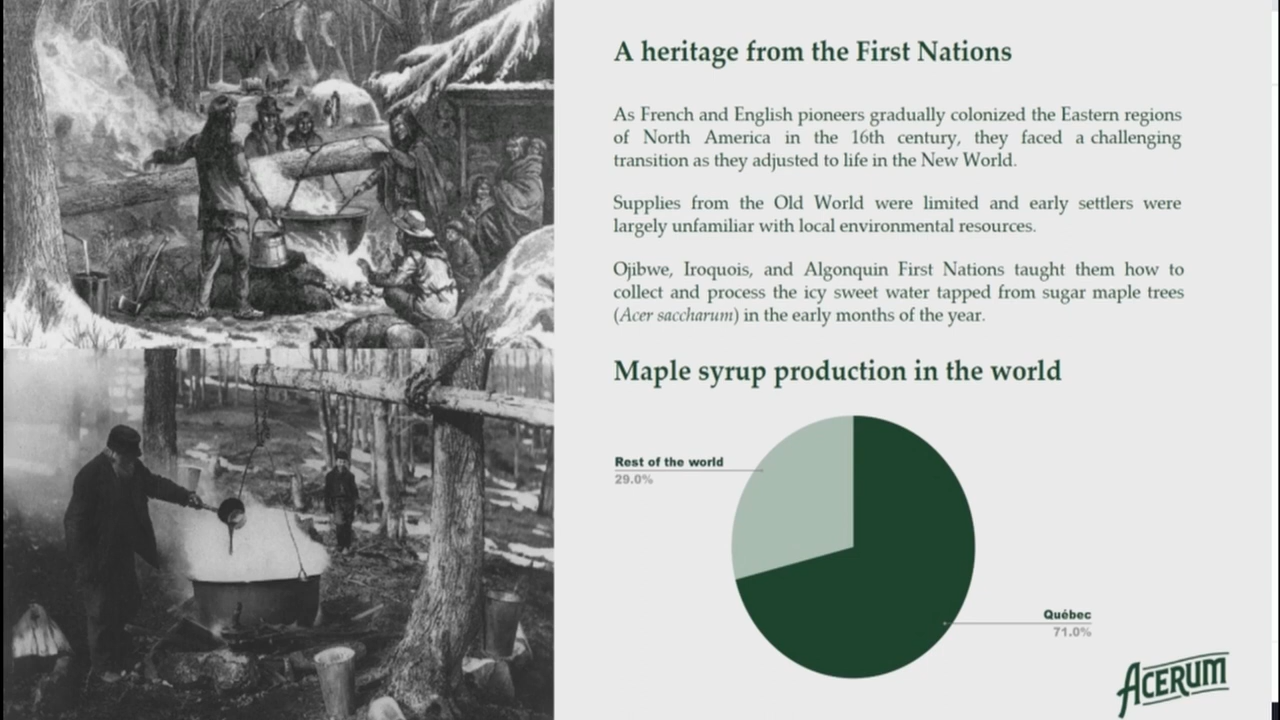 A heritage from the First Nations
As French and English pioneers gradually colonized the Eastern regions
of North America in the 16th century, they faced a challenging
transition as they adjusted to life in the New World.
Supplies from the Old World were limited and early settlers were
largely unfamiliar with local environmental resources.
Ojibwe, Iroquois, and Algonquin First Nations taught them how to
collect and process the icy sweet water tapped from sugar maple trees
(Acer saccharum) in the early months of the year.
Maple syrup production in the world
Rest of the world
29.0%
Québec
71.0%
ACERUM